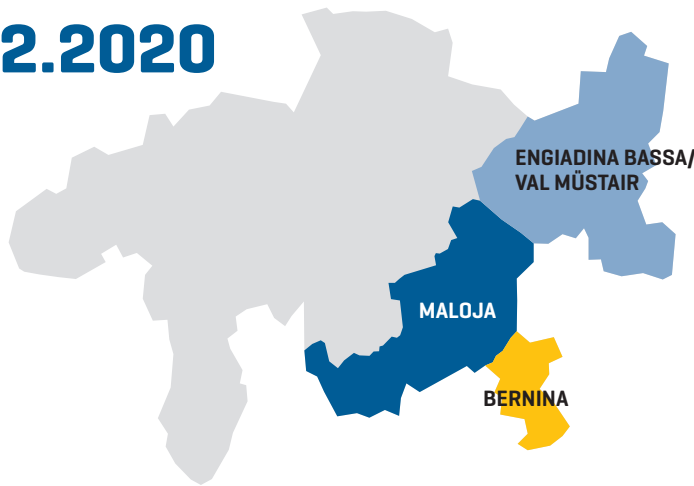 2.2020
ENGIADINA BASSA/
VAL MÜSTAIR
MALOJA
BERNINA